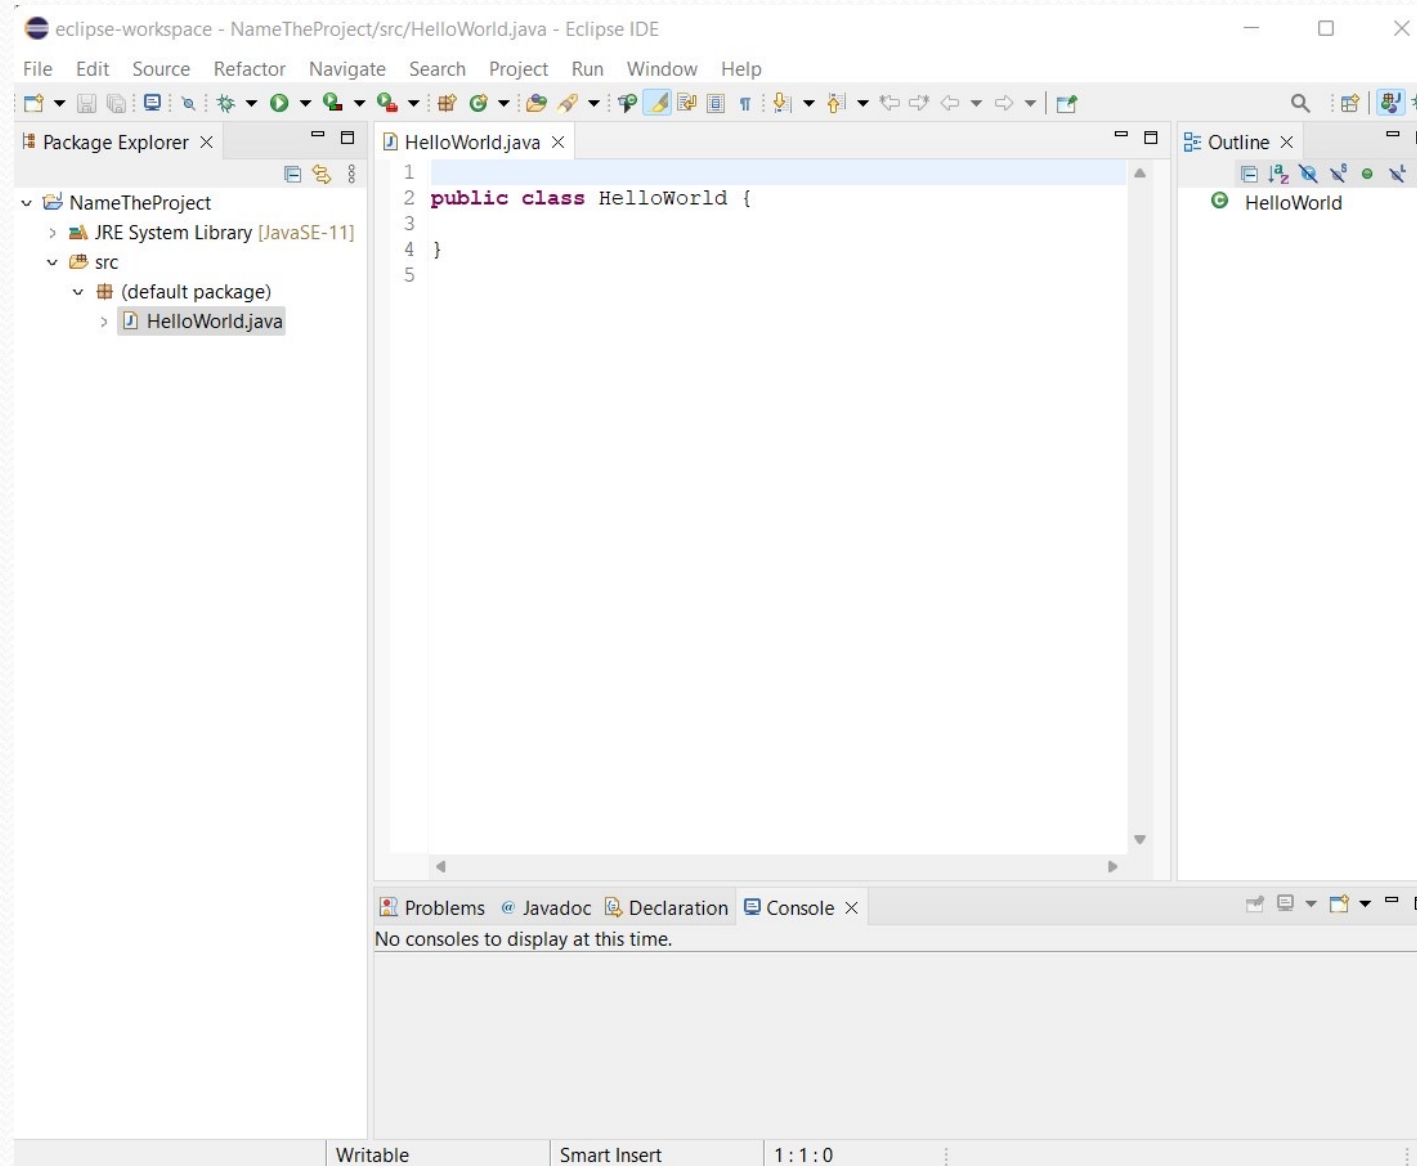 eclipse-workspace - NameTheProject/src/HelloWorld.java - Eclipse IDE
File Edit Source Refactor Navigate Search Project Run Window Help
Package Explorer
NameTheProject
JRE System Library [JavaSE-11]
src
(default package)
HelloWorld.java
HelloWorld.java
1
2 public class HelloWorld {
3
4 }
5
Outline
HelloWorld
Problems @ Javadoc Declaration Console
No consoles to display at this time.
Writable Smart Insert 1 : 1 : 0